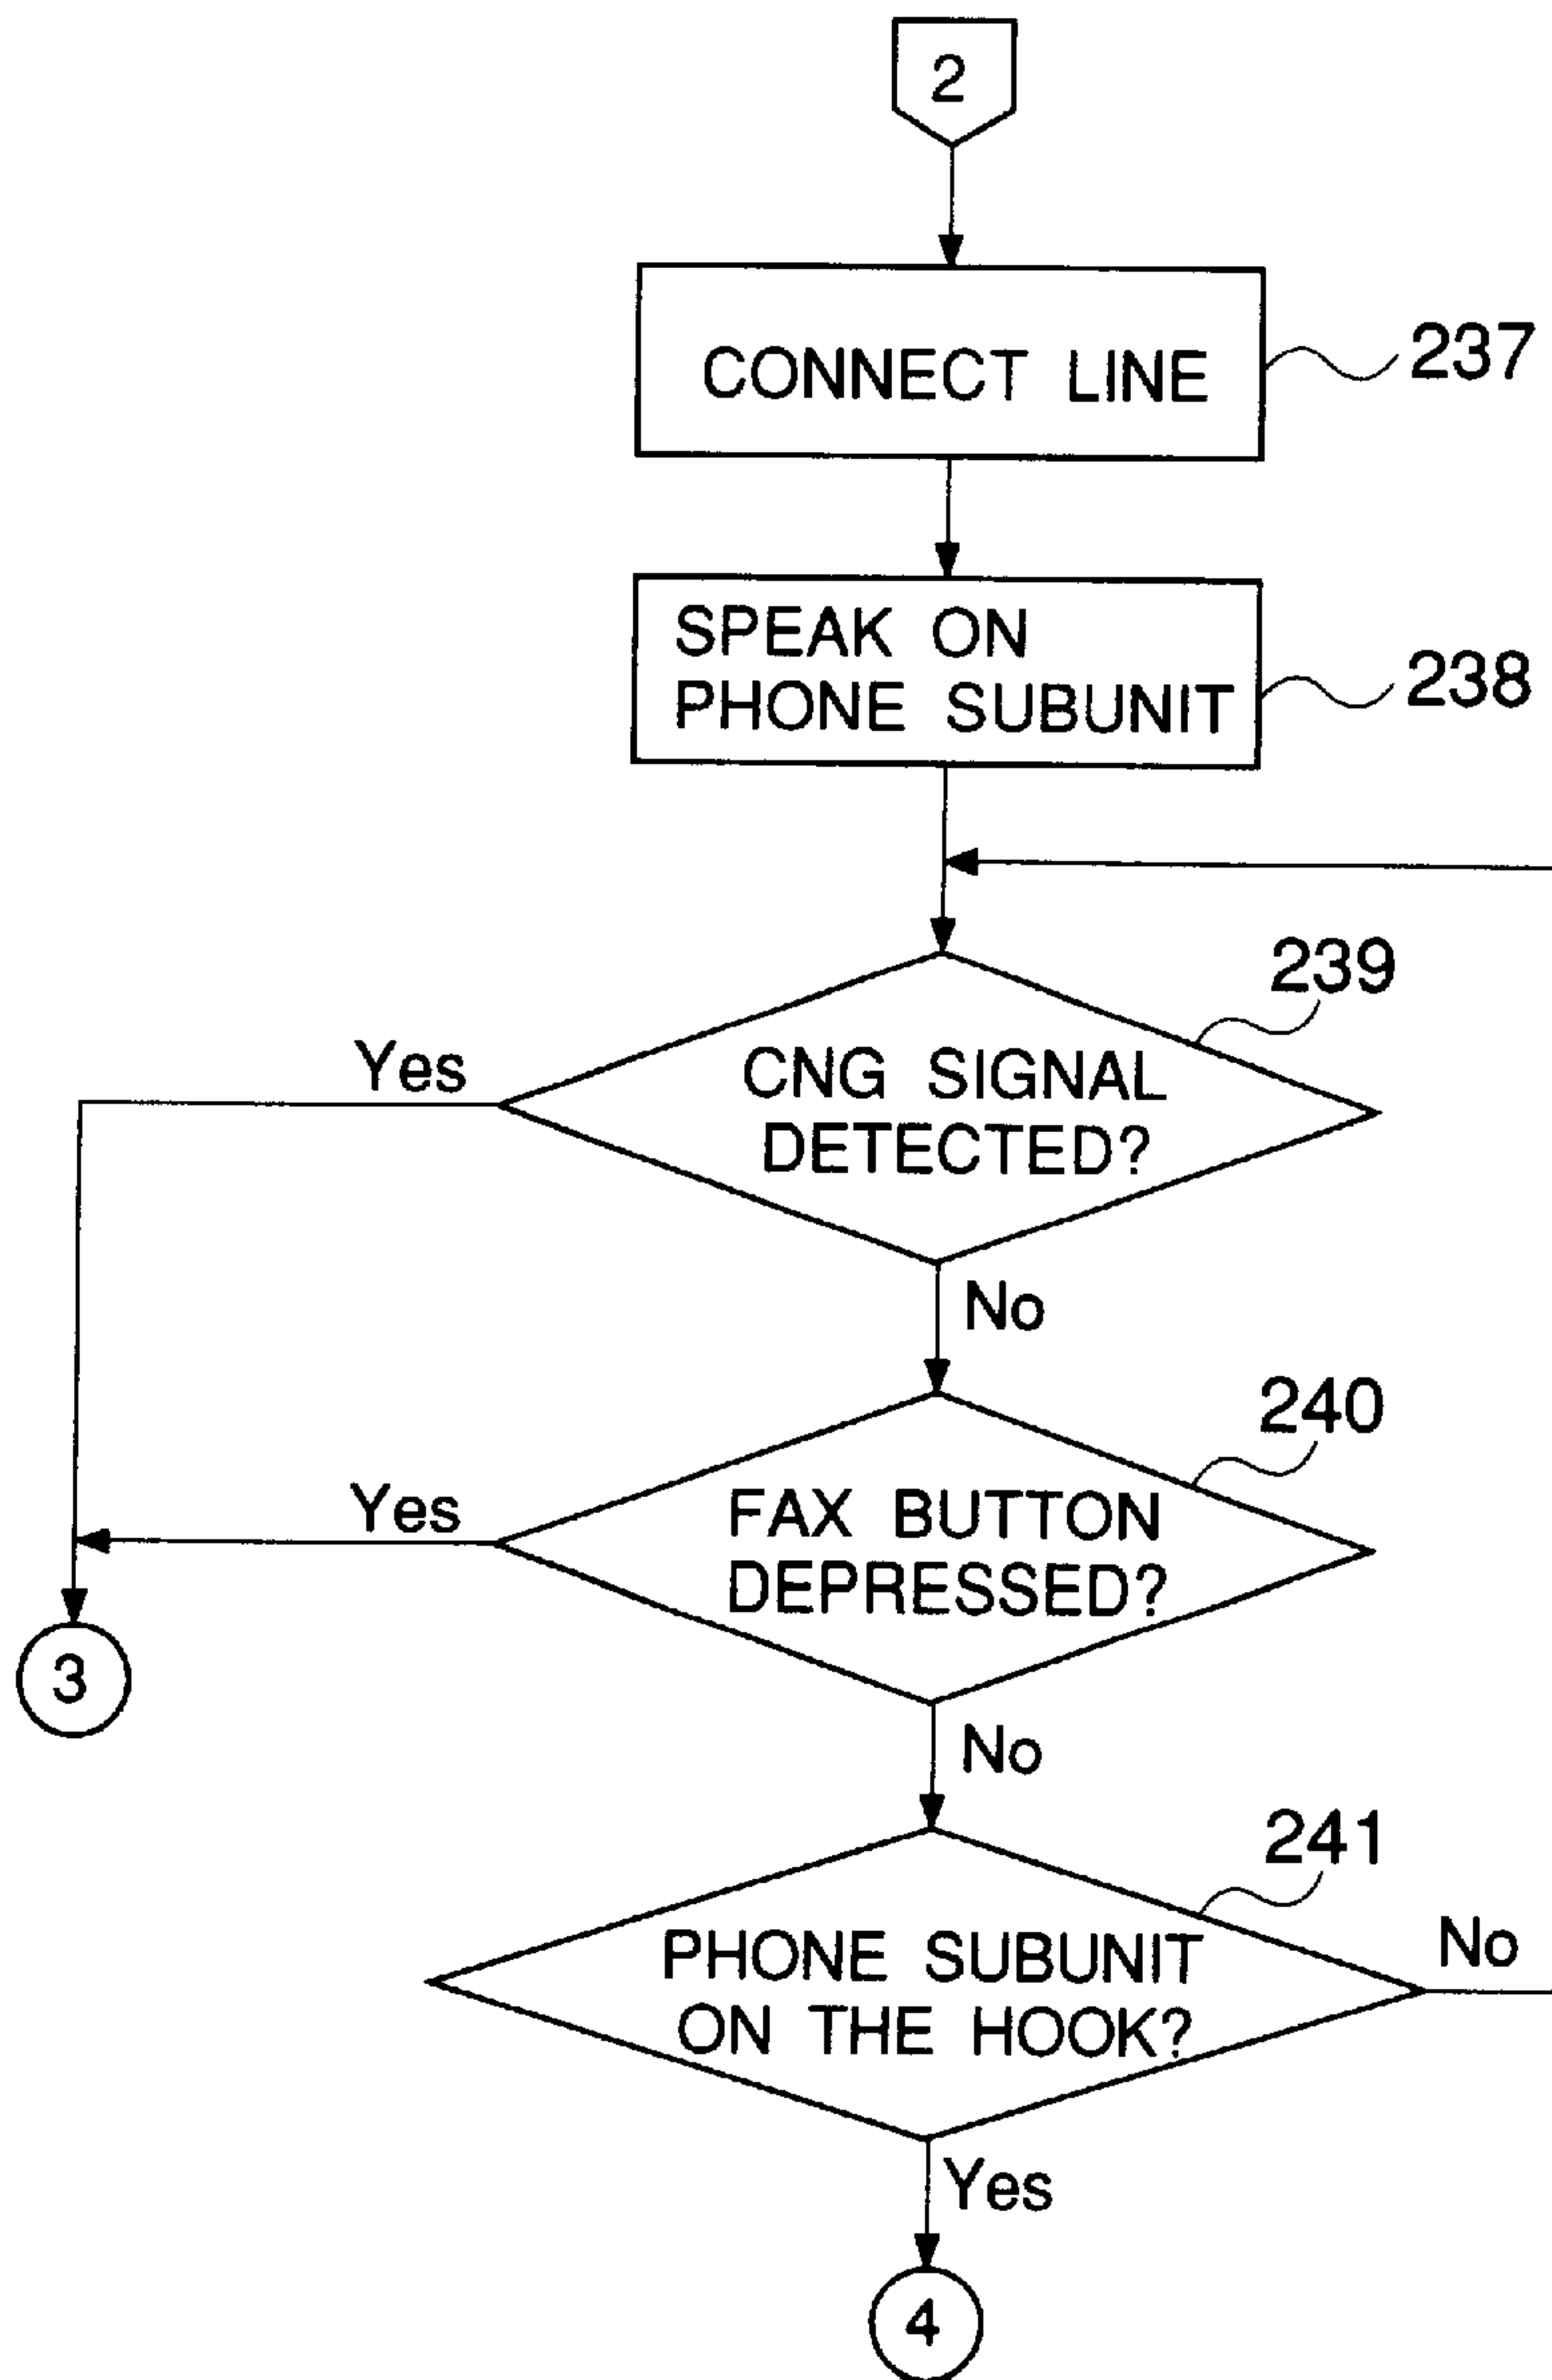 2
CONNECT LINE
237
SPEAK ON
PHONE SUBUNIT
238
239
Yes
CNG SIGNAL
DETECTED?
No
240
Yes
FAX BUTTON
DEPRESSED?
3
No
241
PHONE SUBUNIT
ON THE HOOK?
No
Yes
4